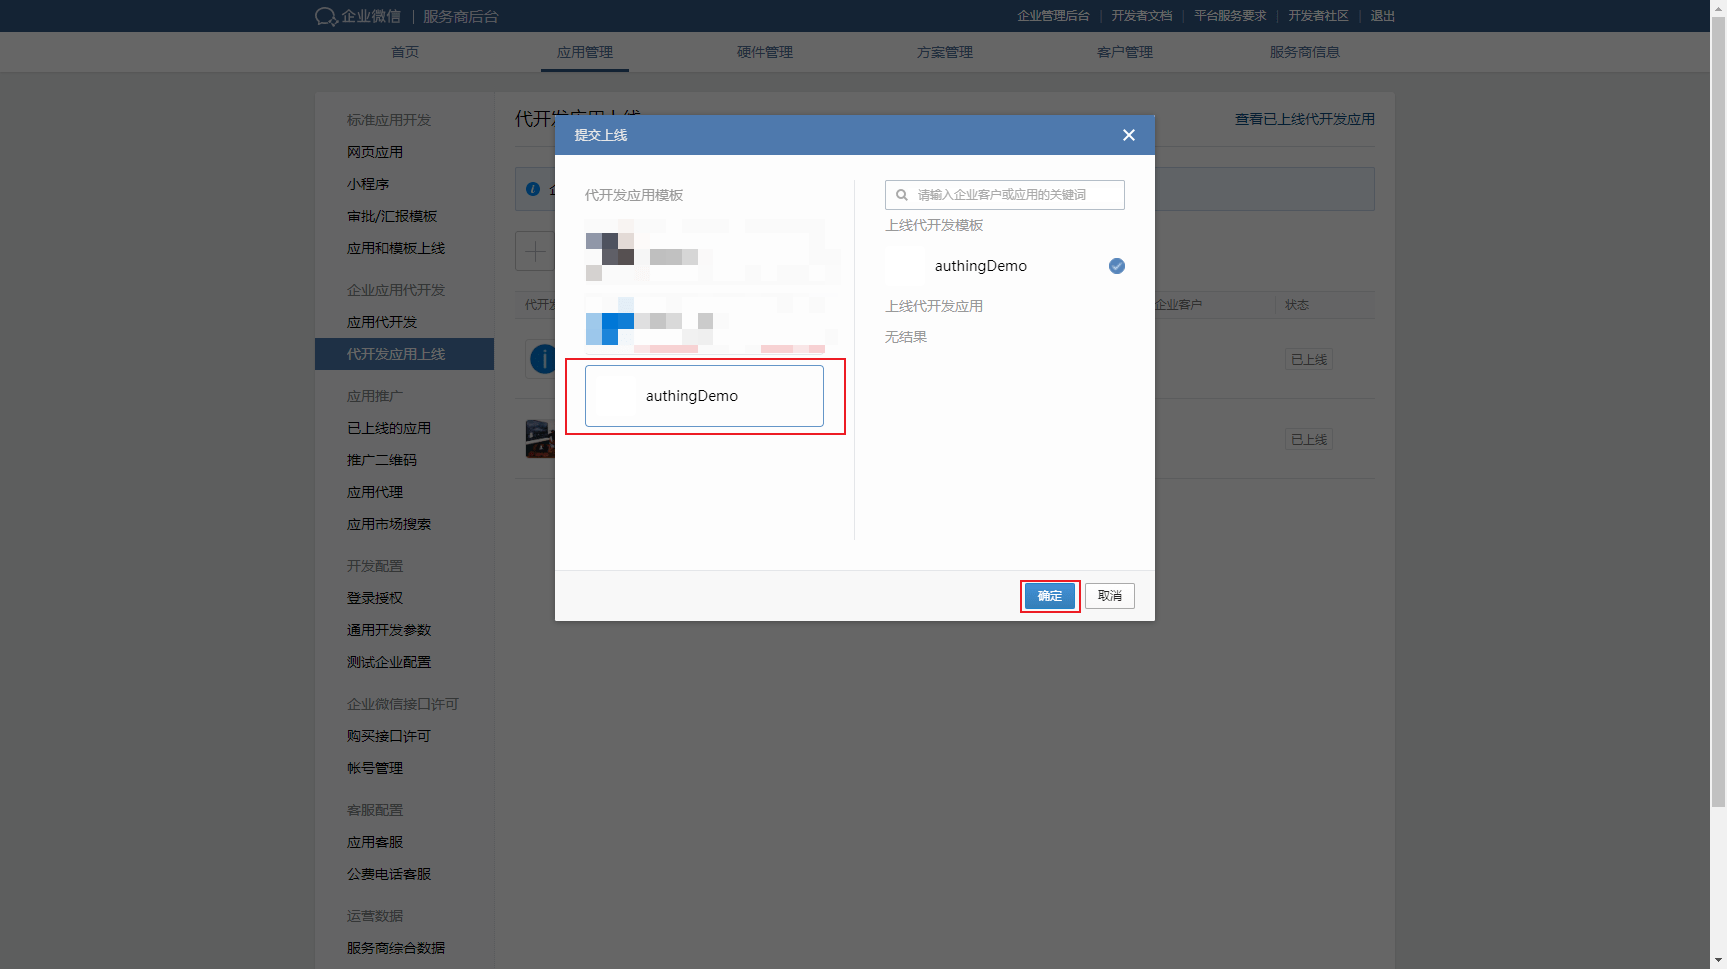 企业微信 | 服务商后台
企业管理后台 | 开发者文档 | 平台服务要求 | 开发者社区 | 退出
首页
应用管理
硬件管理
方案管理
客户管理
服务商信息
标准应用开发
网页应用
小程序
审批/汇报模板
应用和模板上线
企业应用代开发
应用代开发
代开发应用上线
应用推广
已上线的应用
推广二维码
应用代理
应用市场搜索
开发配置
登录授权
通用开发参数
测试企业配置
企业微信接口许可
购买接口许可
帐号管理
客服配置
应用客服
公费电话客服
运营数据
服务商综合数据
代开发应用上线
查看已上线代开发应用
代开发
企业客户
状态
已上线
已上线
提交上线
代开发应用模板
authingDemo
请输入企业客户或应用的关键词
上线代开发模板
authingDemo
上线代开发应用
无结果
确定
取消